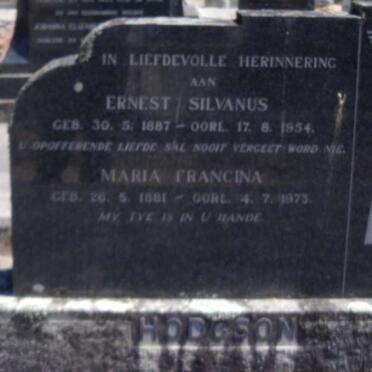 IN LIEFDEVOLLE HERINNERING
AAN
ERNEST SILVANUS
GEB. 30. 5. 1887 – OORL. 17. 8. 1954.
U OPOFFERENDE LIEFDE SAL NOOIT VERGEET WORD NIE.
MARIA FRANCINA
GEB. 26. 5. 1881 – OORL. 4. 7. 1973.
MY TYE IS IN U HANDE.
HODGSON